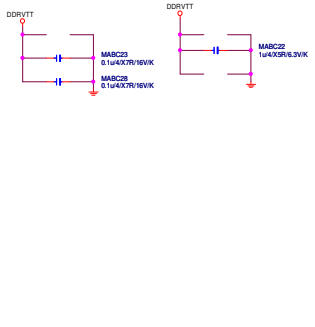 DDRVTT
DDRVTT
MABC23
0.1u/4/X7R/16V/K
MABC28
0.1u/4/X7R/16V/K
MABC22
1u/4/X5R/6.3V/K